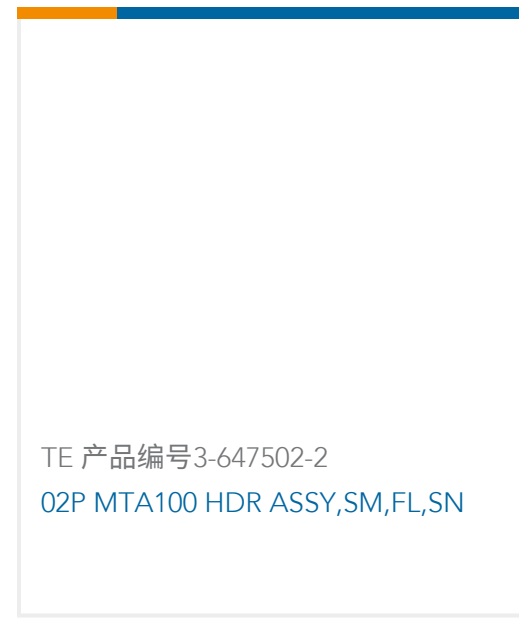 TE 产品编号3-647502-2
02P MTA100 HDR ASSY,SM,FL,SN